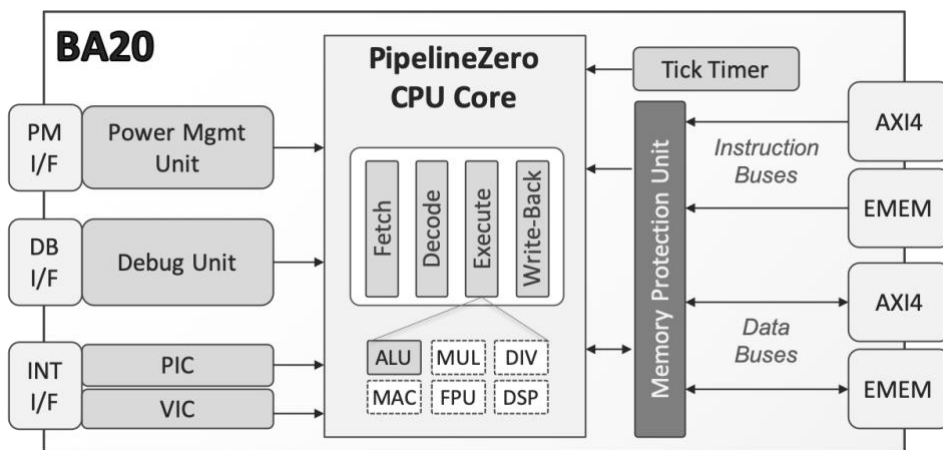 BA20
PipelineZero
CPU Core
Tick Timer
PM
I/F
Power Mgmt
Unit
DB
I/F
Debug Unit
INT
I/F
PIC
VIC
Fetch
Decode
Execute
Write-Back
ALU
MUL
DIV
MAC
FPU
DSP
Memory Protection Unit
Instruction
Buses
Data
Buses
AXI4
EMEM
AXI4
EMEM